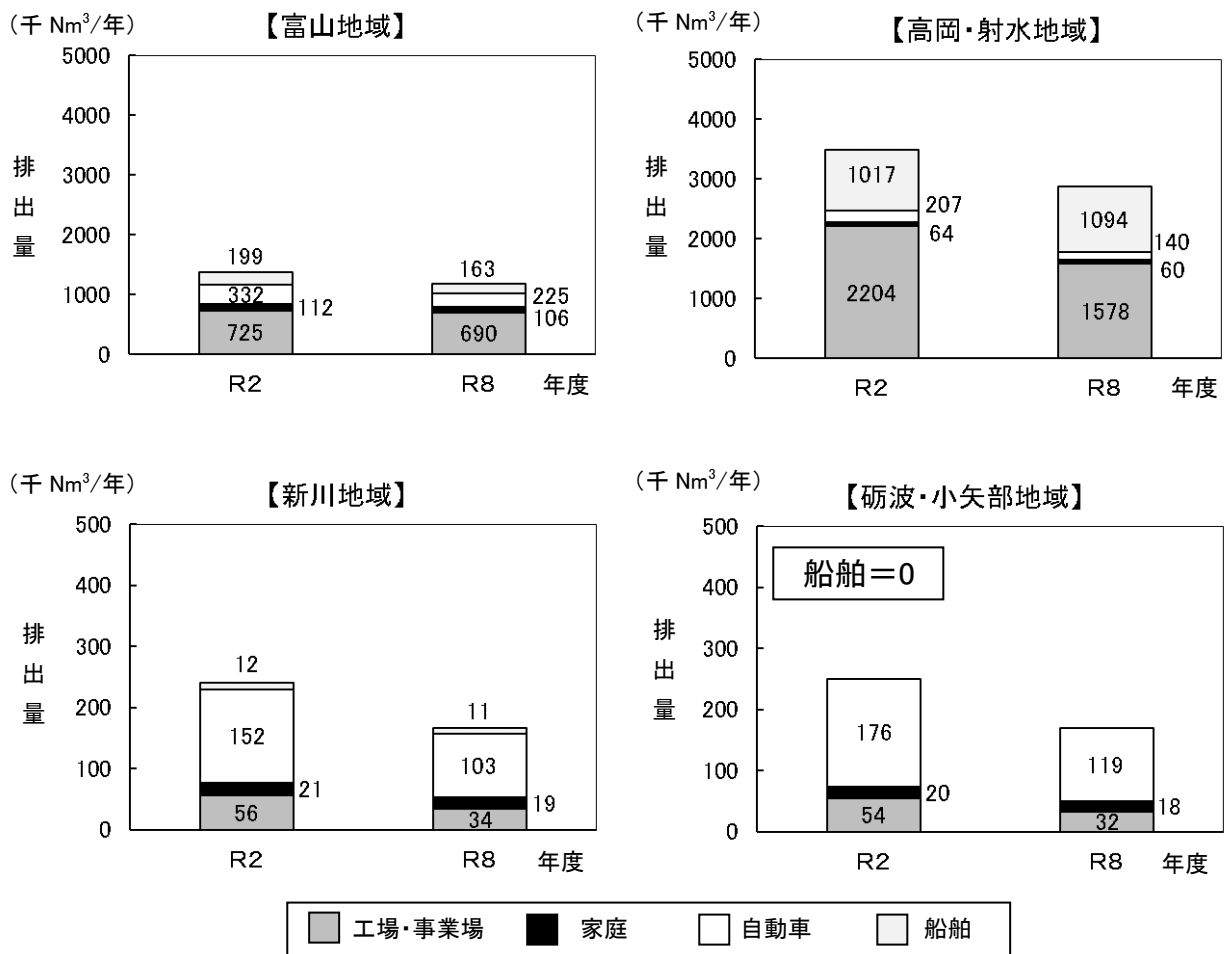 （千 Nm³/年）
【富山地域】
5000
4000
3000
2000
1000
0
排
出
量
199
332
112
725
163
225
106
690
R2
R8
年度
（千 Nm³/年）
【高岡・射水地域】
5000
4000
3000
2000
1000
0
排
出
量
1017
207
64
2204
1094
140
60
1578
R2
R8
年度
（千 Nm³/年）
【新川地域】
500
400
300
200
100
0
排
出
量
12
152
21
56
11
103
19
34
R2
R8
年度
（千 Nm³/年）
【砺波・小矢部地域】
500
400
300
200
100
0
排
出
量
船舶＝0
176
20
54
119
18
32
R2
R8
年度
工場・事業場 家庭 自動車 船舶